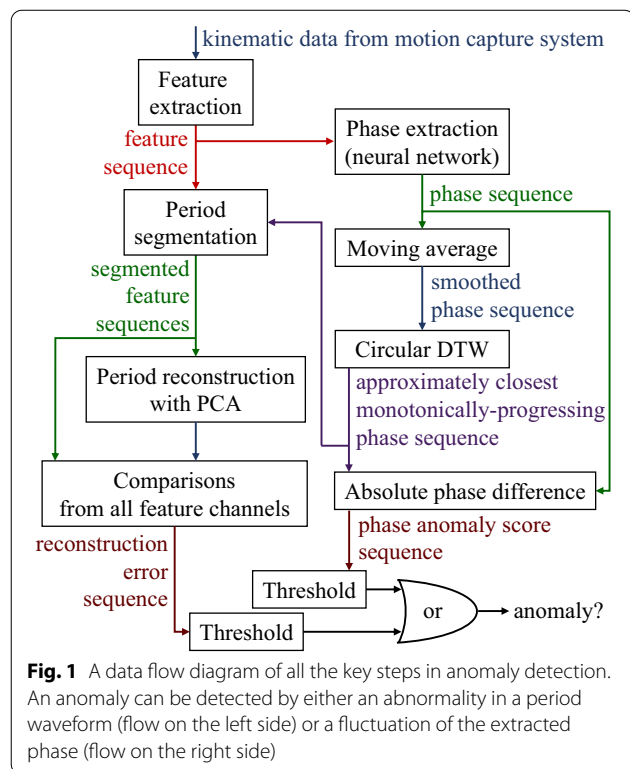 kinematic data from motion capture system
Feature
extraction
feature
sequence
Phase extraction
(neural network)
phase sequence
Period
segmentation
Moving average
segmented
feature
sequences
smoothed
phase sequence
Circular DTW
Period reconstruction
with PCA
approximately closest
monotonically-progressing
phase sequence
Comparisons
from all feature channels
Absolute phase difference
reconstruction
error
sequence
phase anomaly score
sequence
Threshold
or
anomaly?
Threshold
Fig. 1 A data flow diagram of all the key steps in anomaly detection.
An anomaly can be detected by either an abnormality in a period
waveform (flow on the left side) or a fluctuation of the extracted
phase (flow on the right side)